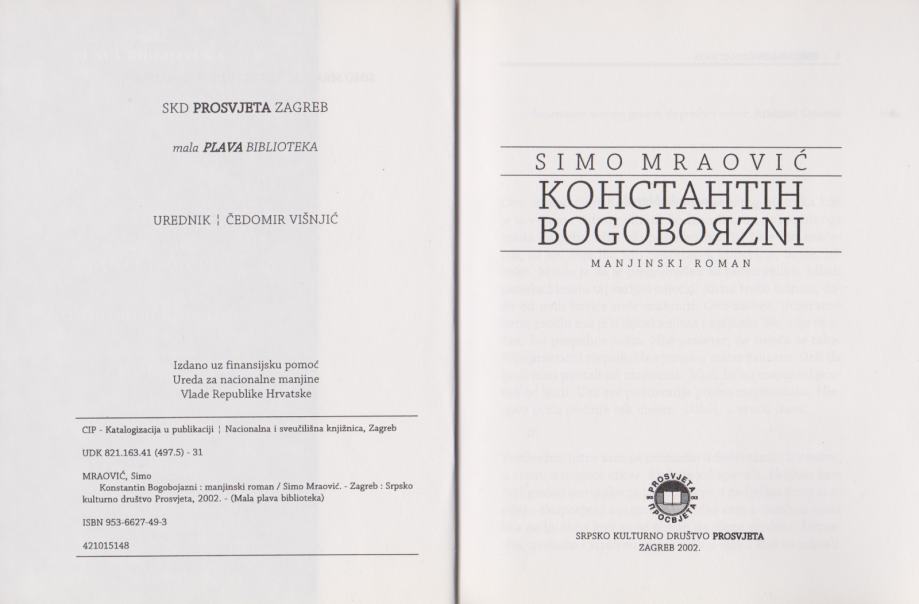 SKD PROSVJETA ZAGREB
mala PLAVA BIBLIOTEKA
UREDNIK ¦ ČEDOMIR VIŠNJIĆ
Izdano uz finansijsku pomoć
Ureda za nacionalne manjine
Vlade Republike Hrvatske
CIP - Katalogizacija u publikaciji ¦ Nacionalna i sveučilišna knjižnica, Zagreb
UDK 821.163.41 (497.5) - 31
MRAOVIĆ, Simo
Konstantin Bogobojazni : manjinski roman / Simo Mraović. - Zagreb : Srpsko
kulturno društvo Prosvjeta, 2002. - (Mala plava biblioteka)
ISBN 953-6627-49-3
421015148
SIMO MRAOVIĆ
КОНСТАНТІН
BOGOBOЯZNI
MANJINSKI ROMAN
PROSVJETA
ПРОСВЈЕТА
SRPSKO KULTURNO DRUŠTVO PROSVJETA
ZAGREB 2002.